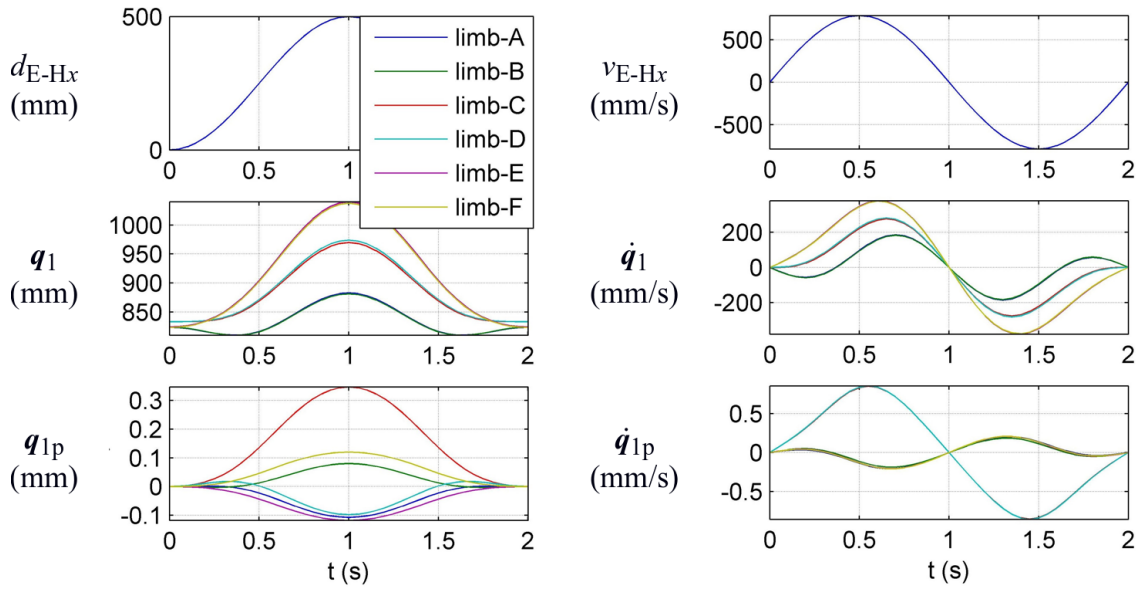 d_E-Hx
(mm)
500
0
0 0.5 1
limb-A
limb-B
limb-C
limb-D
limb-E
limb-F
v_E-Hx
(mm/s)
500
0
-500
0 0.5 1 1.5 2
q1
(mm)
1000
950
900
850
0 0.5 1 1.5 2
q̇1
(mm/s)
200
0
-200
0 0.5 1 1.5 2
q1p
(mm)
0.3
0.2
0.1
0
-0.1
0 0.5 1 1.5 2
t (s)
q̇1p
(mm/s)
0.5
0
-0.5
0 0.5 1 1.5 2
t (s)